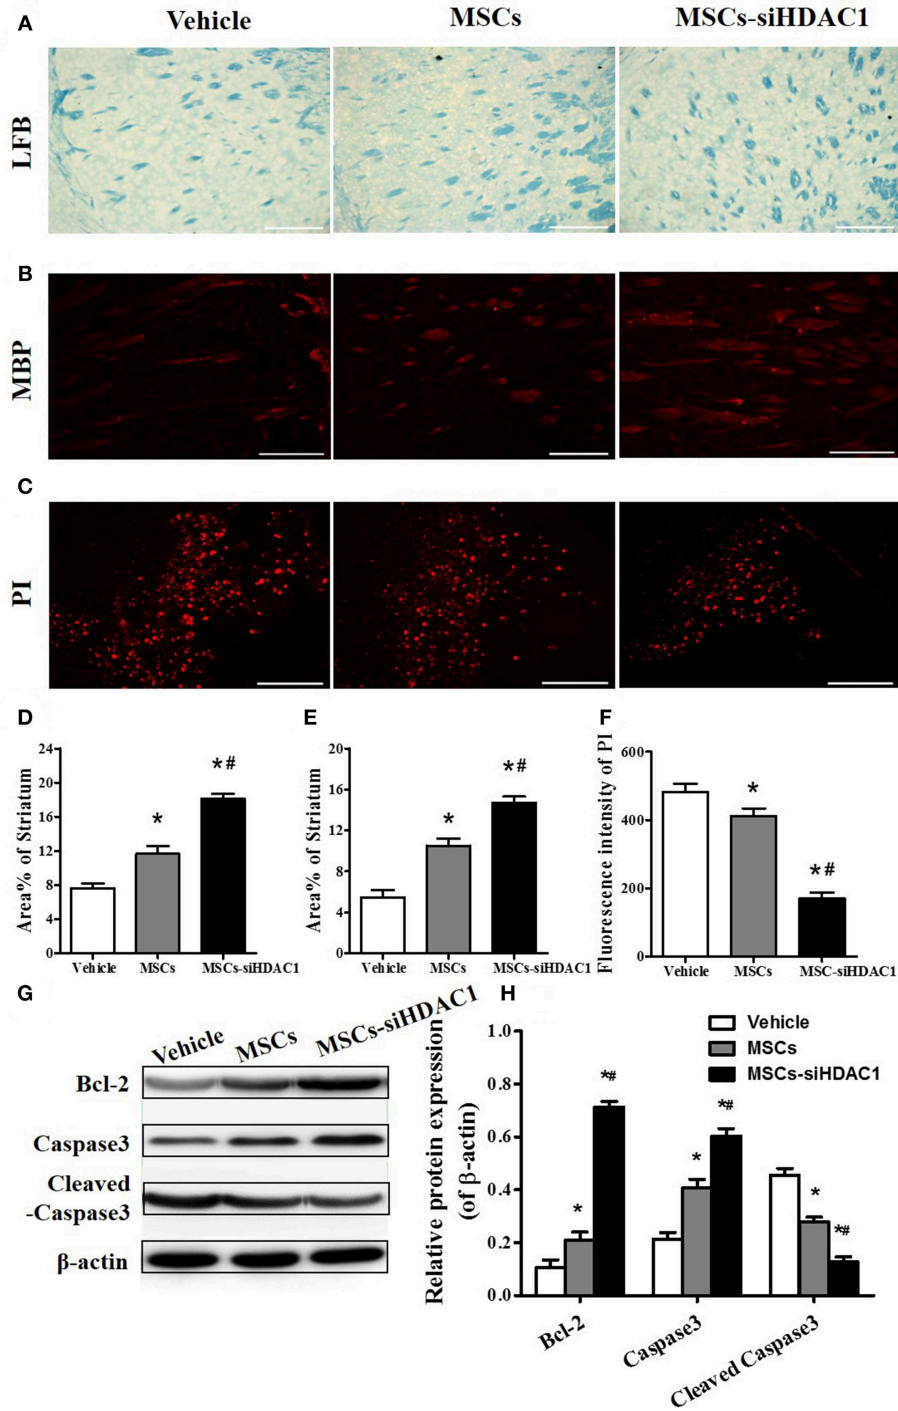 A Vehicle MSCs MSCs-siHDAC1
LFB
B
MBP
C
PI
D E F
Area% of Striatum
24
20
16
12
8
4
0
*
*#
Vehicle MSCs MSCs-siHDAC1
Area% of Striatum
20
16
12
8
4
0
*
*#
Vehicle MSCs MSCs-siHDAC1
Fluorescence intensity of PI
600
400
200
0
*
*#
Vehicle MSCs MSC-siHDAC1
G
Vehicle MSCs MSCs-siHDAC1
Bcl-2
Caspase3
Cleaved
-Caspase3
β-actin
H
Relative protein expression
(of β-actin)
1.0
0.8
0.6
0.4
0.2
0.0
Vehicle
MSCs
MSCs-siHDAC1
*
*#
*
*#
*
*#
Bcl-2
Caspase3
Cleaved Caspase3